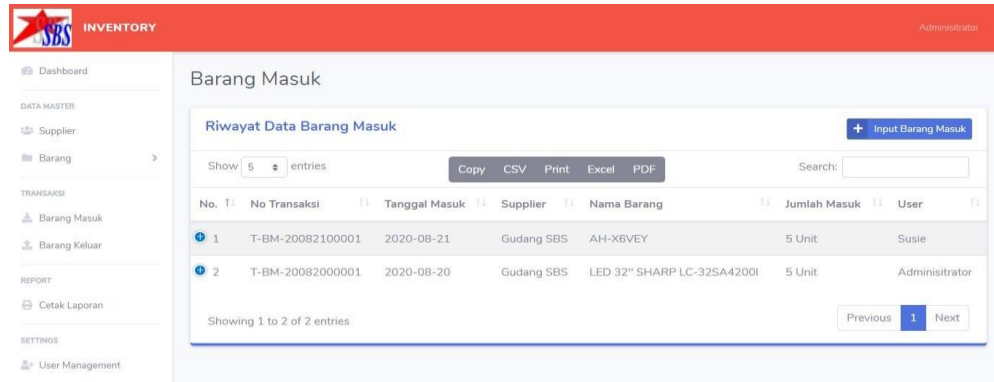 SBS INVENTORY
Adminisitrator
Dashboard
DATA MASTER
Supplier
Barang
TRANSAKSI
Barang Masuk
Barang Keluar
REPORT
Cetak Laporan
SETTINGS
User Management
Barang Masuk
Riwayat Data Barang Masuk
+ Input Barang Masuk
Show 5 entries
Copy CSV Print Excel PDF
Search:
No. No Transaksi Tanggal Masuk Supplier Nama Barang Jumlah Masuk User
1 T-BM-20082100001 2020-08-21 Gudang SBS AH-X6VEY 5 Unit Susie
2 T-BM-20082000001 2020-08-20 Gudang SBS LED 32" SHARP LC-32SA4200I 5 Unit Adminisitrator
Showing 1 to 2 of 2 entries
Previous 1 Next